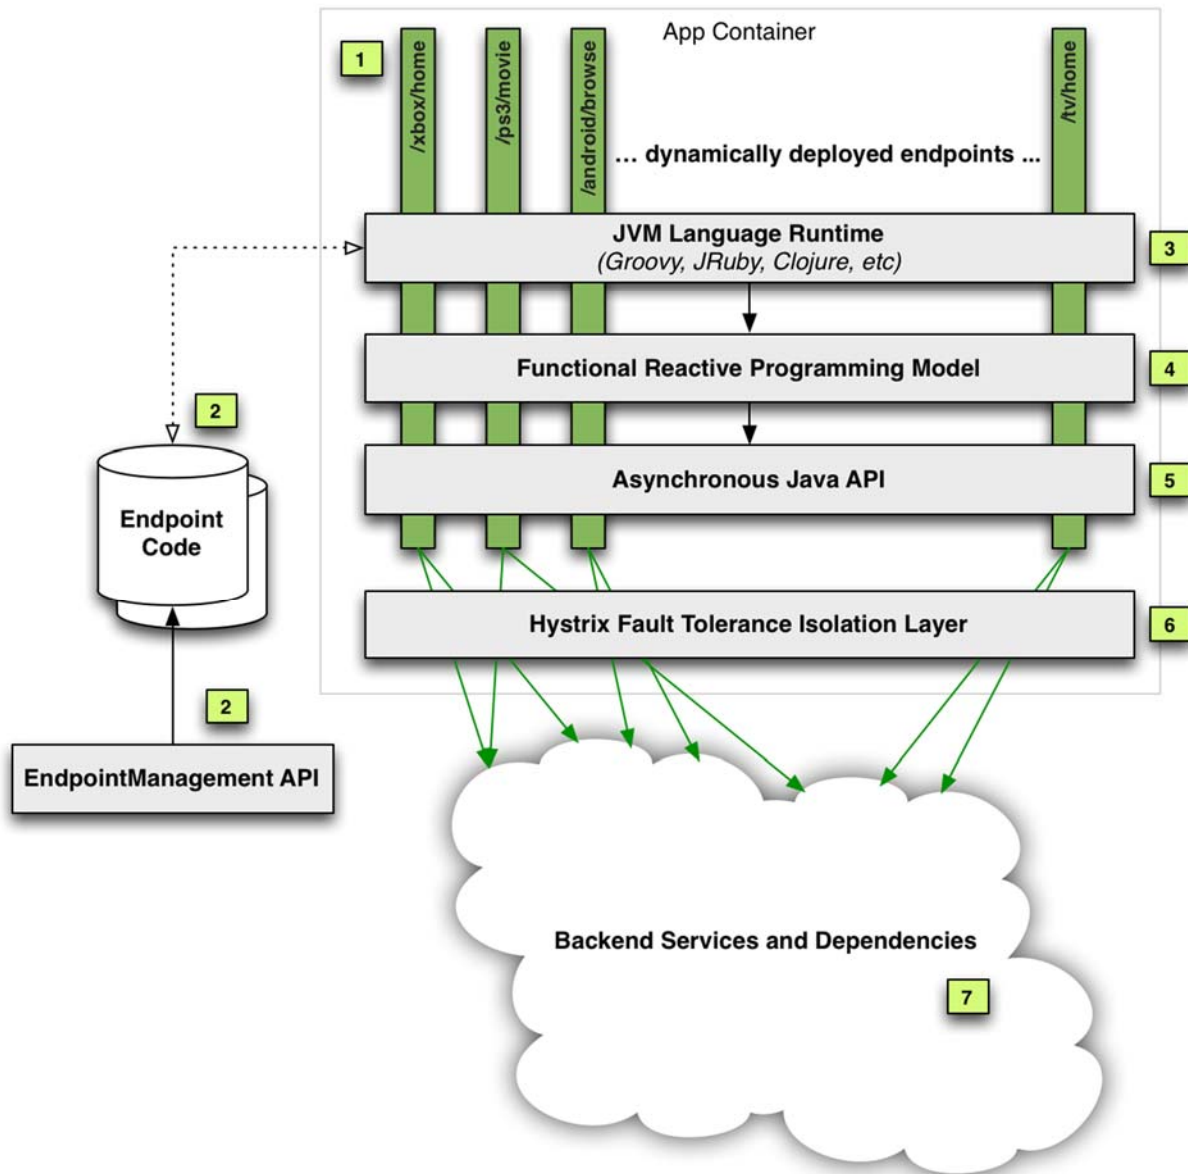 App Container
1
/xbox/home
/ps3/movie
/android/browse
/tv/home
... dynamically deployed endpoints ...
JVM Language Runtime
(Groovy, JRuby, Clojure, etc)
3
Functional Reactive Programming Model
4
2
Asynchronous Java API
5
Endpoint
Code
Hystrix Fault Tolerance Isolation Layer
6
2
EndpointManagement API
Backend Services and Dependencies
7